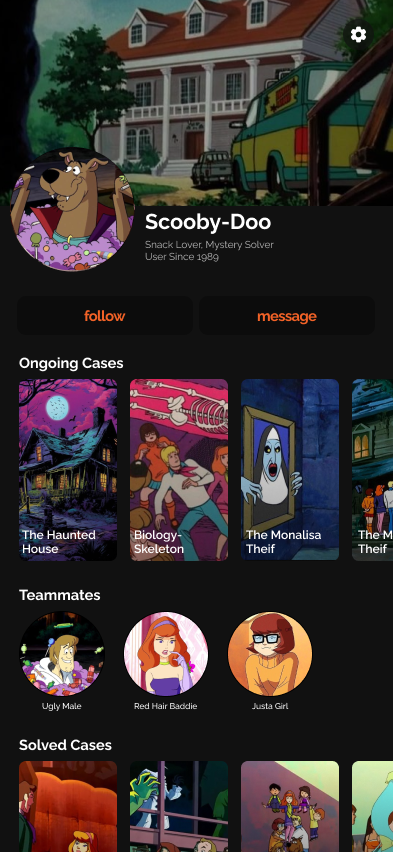 Scooby-Doo
Snack Lover, Mystery Solver
User Since 1989
follow
message
Ongoing Cases
The Haunted
House
Biology-
Skeleton
The Monalisa
Theif
The M
Theif
Teammates
Ugly Male
Red Hair Baddie
Justa Girl
Solved Cases